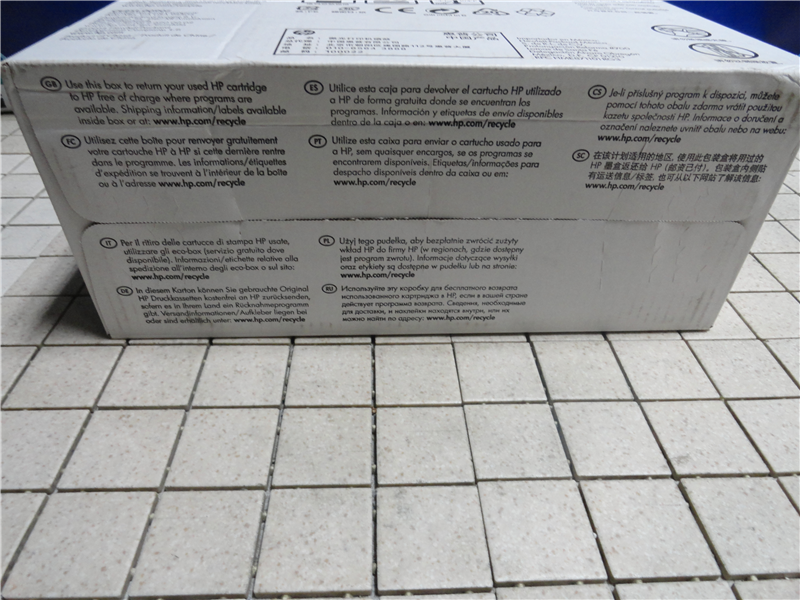 GB Use this box to return your used HP cartridge
to HP free of charge where programs are
available. Shipping information/labels available
inside box or at: www.hp.com/recycle
FC Utilisez cette boîte pour renvoyer gratuitement
votre cartouche HP à HP si cette dernière rentre
dans le programme. Les informations/étiquettes
d'expédition se trouvent à l'intérieur de la boîte
ou à l'adresse www.hp.com/recycle
ES Utilice esta caja para devolver el cartucho HP utilizado
a HP de forma gratuita donde se encuentran los
programas. Información y etiquetas de envío disponibles
dentro de la caja o en: www.hp.com/recycle
PT Utilize esta caixa para enviar o cartucho usado para
a HP, sem quaisquer encargos, se os programas se
encontrarem disponíveis. Etiquetas/Informações para
despacho disponíveis dentro da caixa ou em:
www.hp.com/recycle
CS Je-li příslušný program k dispozici, můžete
pomocí tohoto obalu zdarma vrátit použitou
kazetu společnosti HP. Informace o doručení a
označení naleznete uvnitř obalu nebo na webu:
www.hp.com/recycle
SC 在该计划适用的地区, 使用此包装盒将用过的
HP 墨盒返还给 HP (邮资已付). 包装盒内侧贴
有运送信息/标签, 也可从以下网站了解该信息:
www.hp.com/recycle
IT Per il ritiro delle cartucce di stampa HP usate,
utilizzare gli eco-box (servizio gratuito dove
disponibile). Informazioni/etichette relative alla
spedizione all'interno degli eco-box o sul sito:
www.hp.com/recycle
DE In diesem Karton können Sie gebrauchte Original
HP Druckkassetten kostenfrei an HP zurücksenden,
sofern es in Ihrem Land ein Rücknahmeprogramm
gibt. Versandinformationen/Aufkleber liegen bei
oder sind erhältlich unter: www.hp.com/recycle
PL Użyj tego pudełka, aby bezpłatnie zwrócić zużyty
wkład HP do firmy HP (w regionach, gdzie dostępny
jest program zwrotu). Informacje dotyczące wysyłki
oraz etykiety są dostępne w pudełku lub na stronie:
www.hp.com/recycle
RU Используйте эту коробку для бесплатного возврата
использованного картриджа в HP, если в вашей стране
действует программа возврата. Сведения, необходимые
для доставки, и наклейки находятся внутри, или их
можно найти по адресу: www.hp.com/recycle